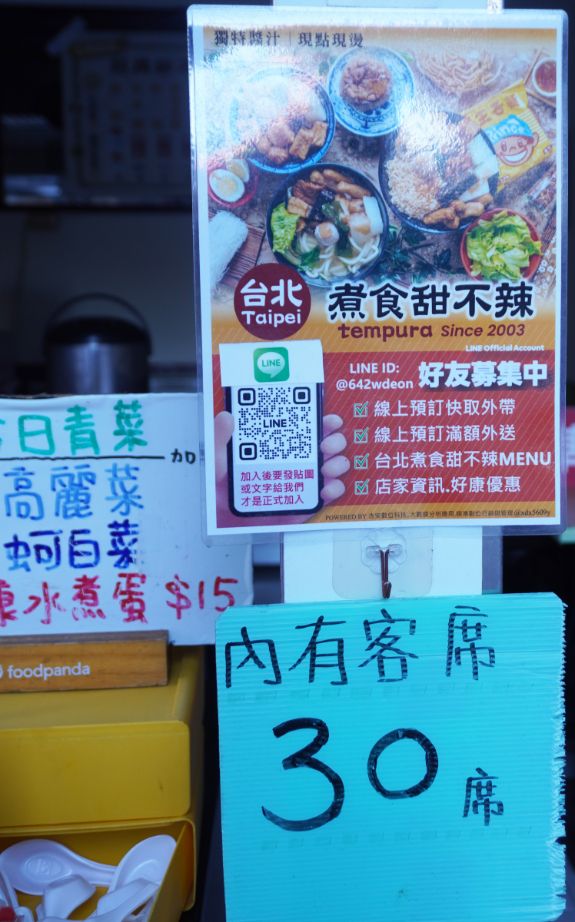 獨特醬汁｜現點現燙
台北
Taipei
煮食甜不辣
tempura Since 2003
LINE Official Account
LINE
LINE ID:
@642wdeon
好友募集中
LINE
線上預訂快取外帶
線上預訂滿額外送
台北煮食甜不辣MENU
店家資訊.好康優惠
加入後要發貼圖
或文字給我們
才是正式加入
日青菜
加
高麗菜
蚵白菜
水煮蛋 $15
foodpanda
內有客席
30席